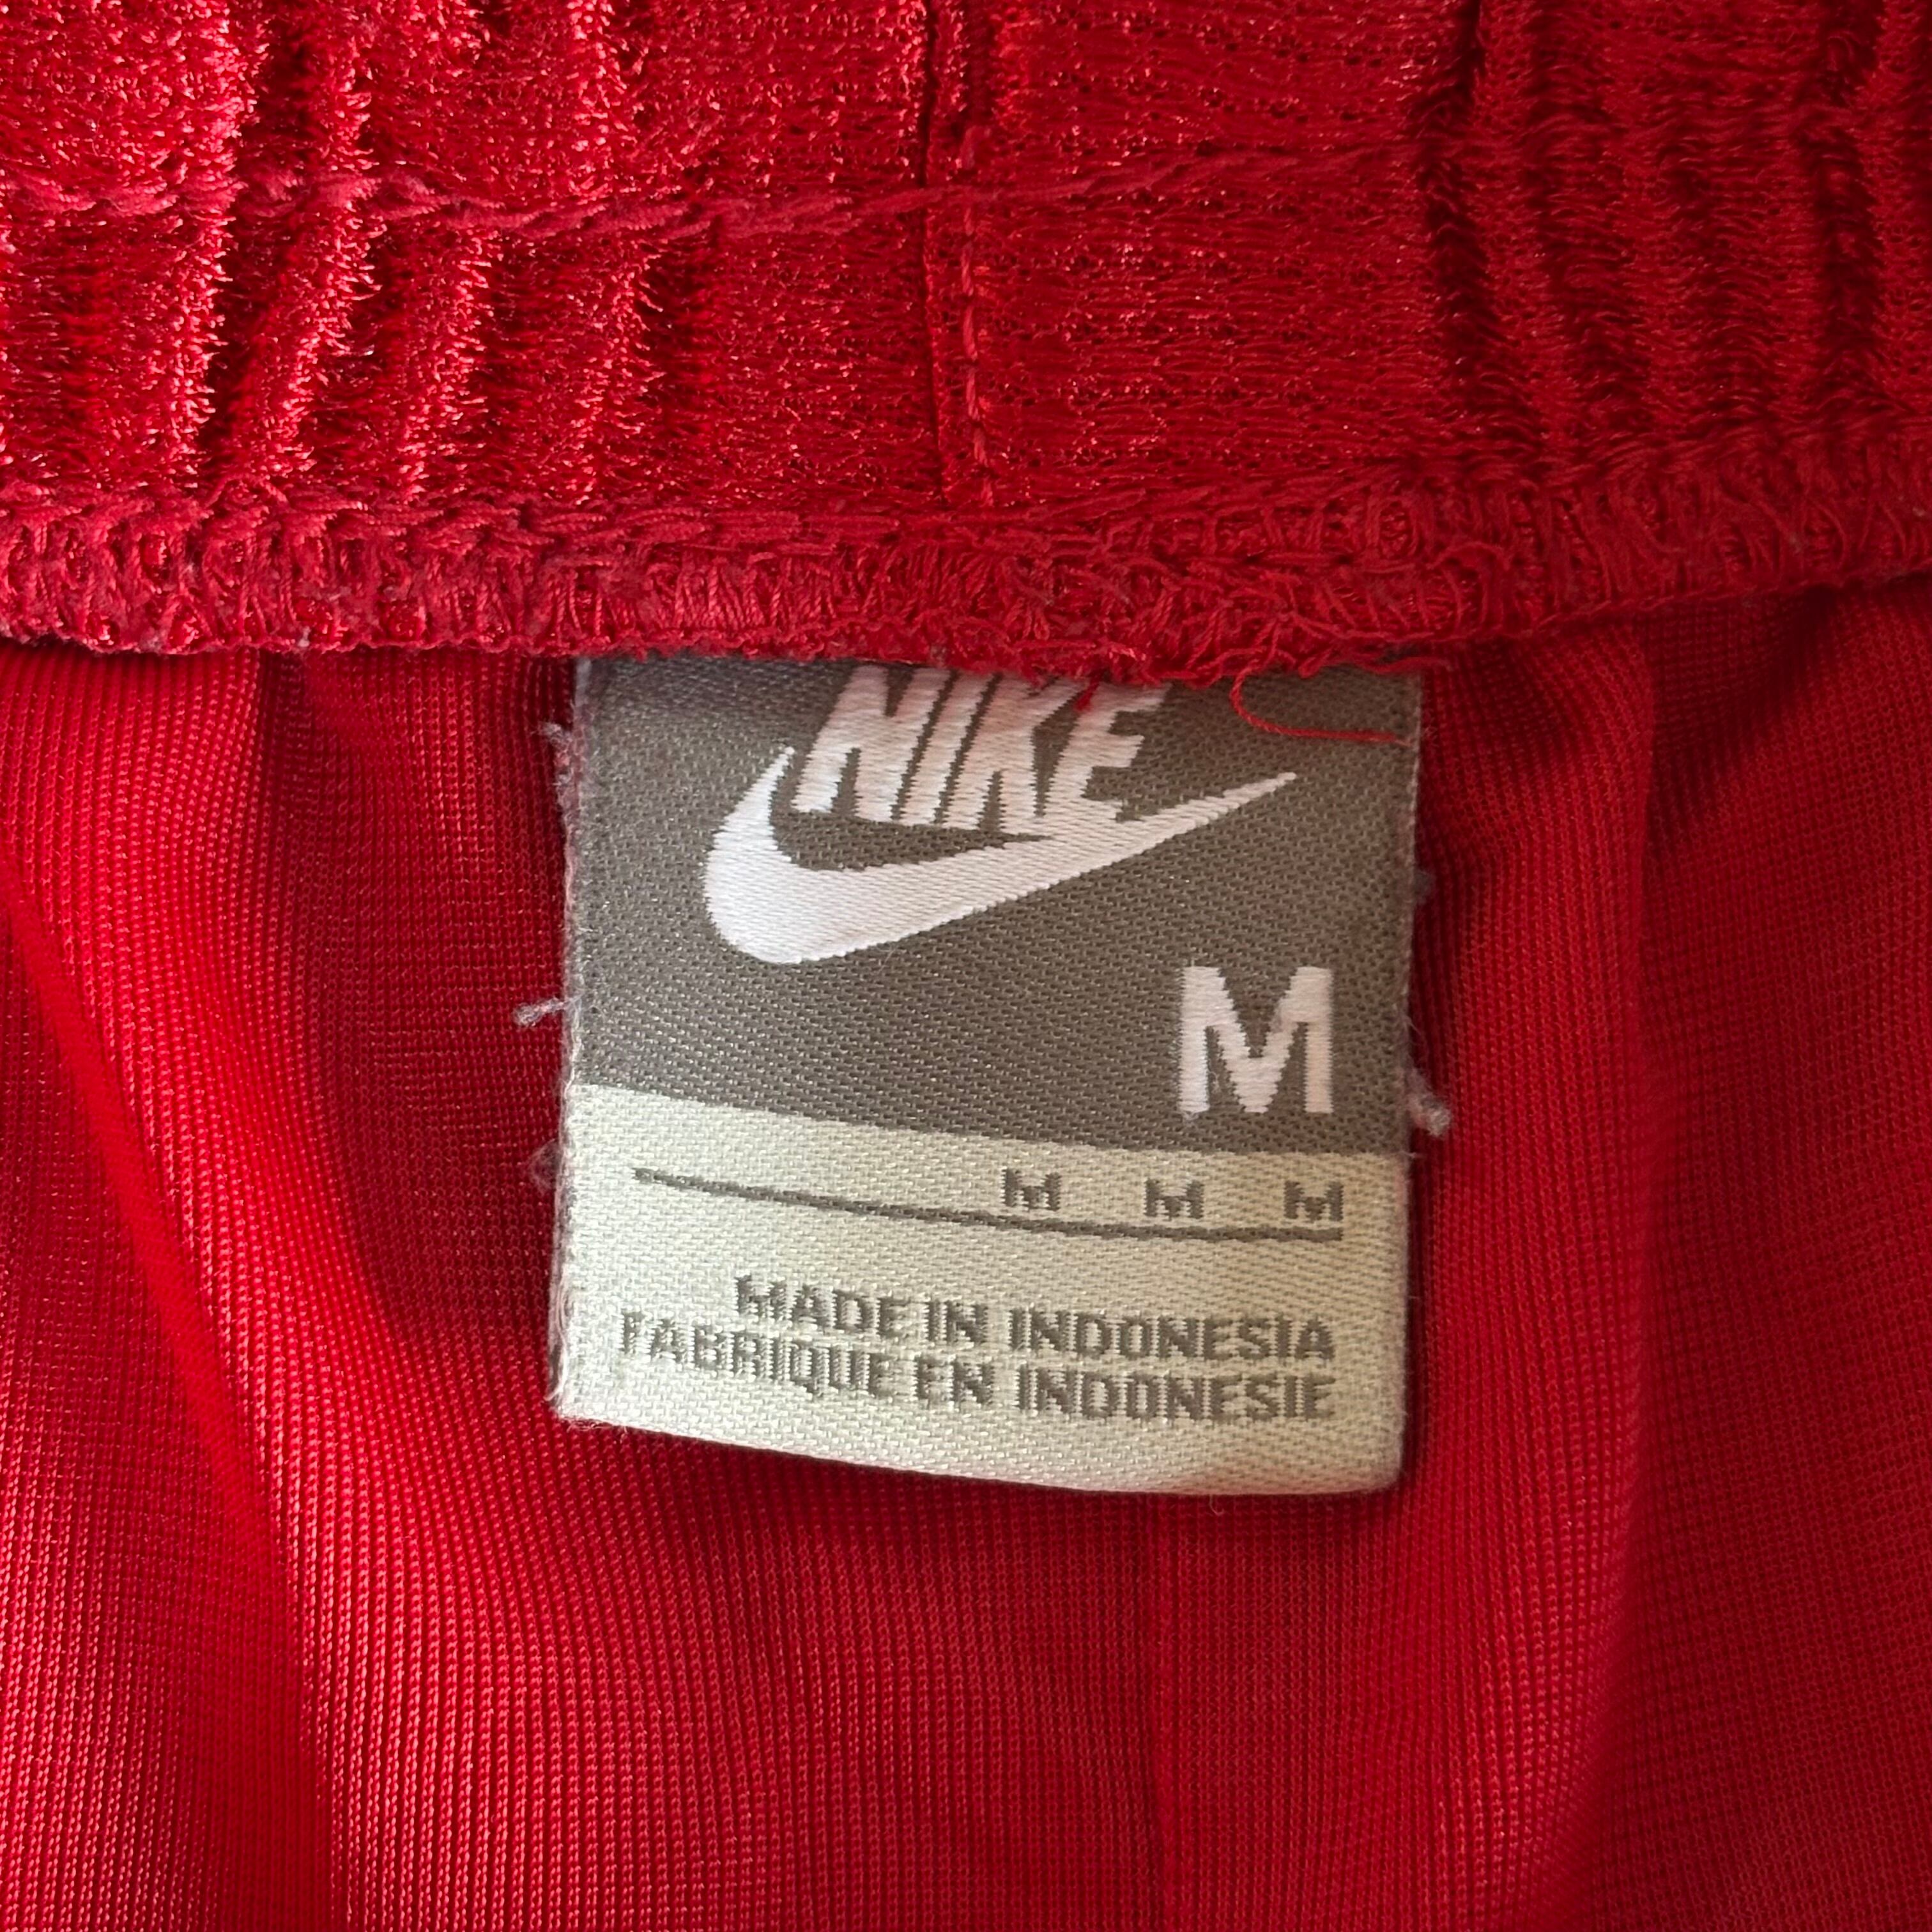 NIKE
M
M M M
MADE IN INDONESIA
FABRIQUE EN INDONESIE